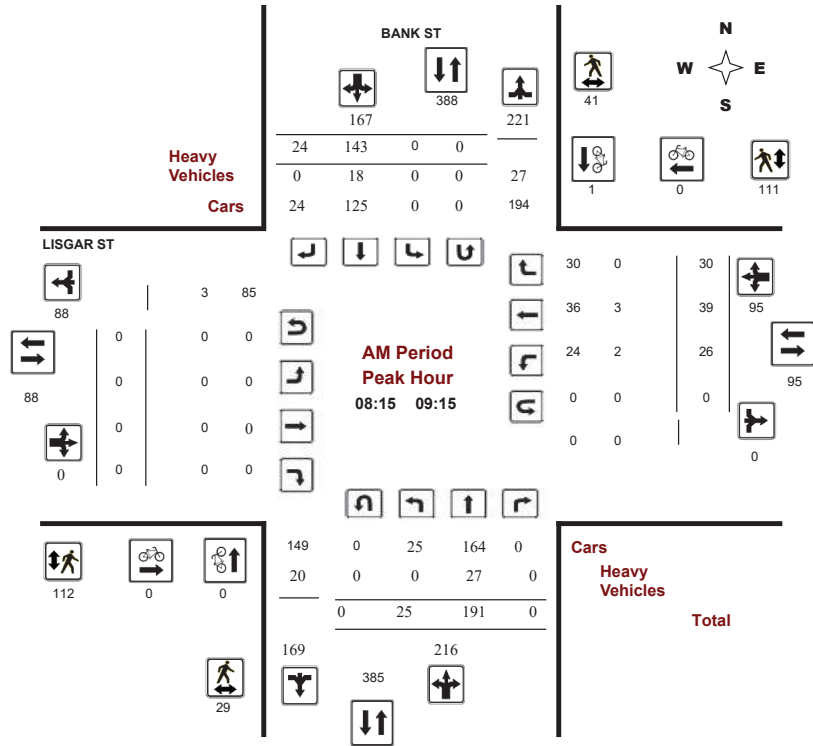 BANK ST
N
W E
S
388
41
167 221
24 143 0 0
Heavy
Vehicles
0 18 0 0 27
Cars 24 125 0 0 194
1 0 111
LISGAR ST
88
3 85
0 0 0
0 0 0
0 0 0
0 0 0
88
0
30 0 30
36 3 39
24 2 26
0 0 0
0 0
95
95
0
AM Period
Peak Hour
08:15 09:15
149 0 25 164 0
20 0 0 27 0
0 25 191 0
Cars
Heavy
Vehicles
Total
112 0 0
169 385 216
29